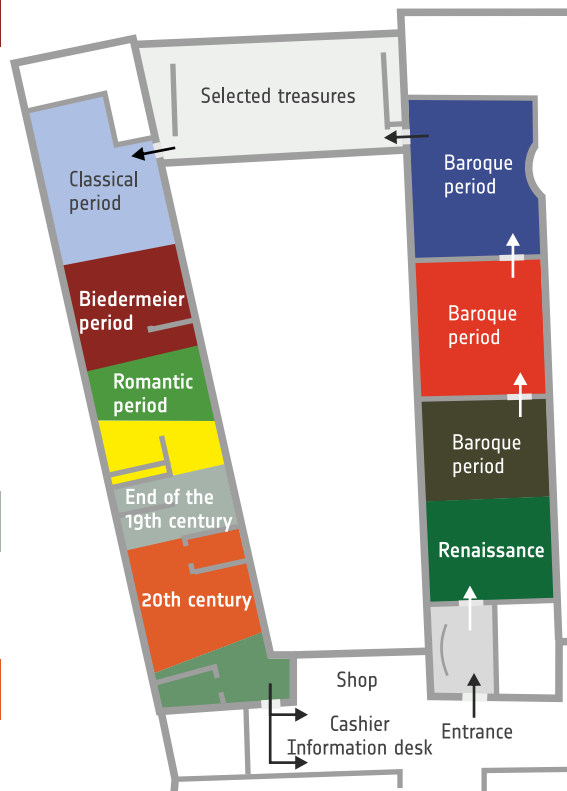 Selected treasures
Baroque
period
Classical
period
Biedermeier
period
Baroque
period
Romantic
period
Baroque
period
End of the
19th century
Renaissance
20th century
Shop
Cashier
Information desk
Entrance